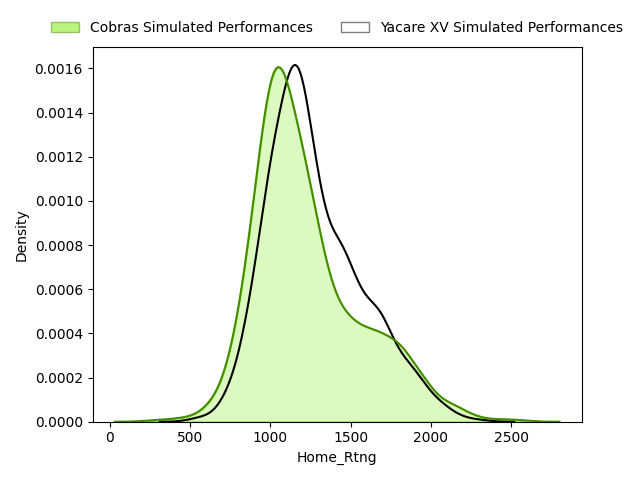 Cobras Simulated Performances Yacare XV Simulated Performances
0.0016
0.0014
0.0012
0.0010
0.0008
0.0006
0.0004
0.0002
0.0000
Density
0 500 1000 1500 2000 2500
Home_Rtng